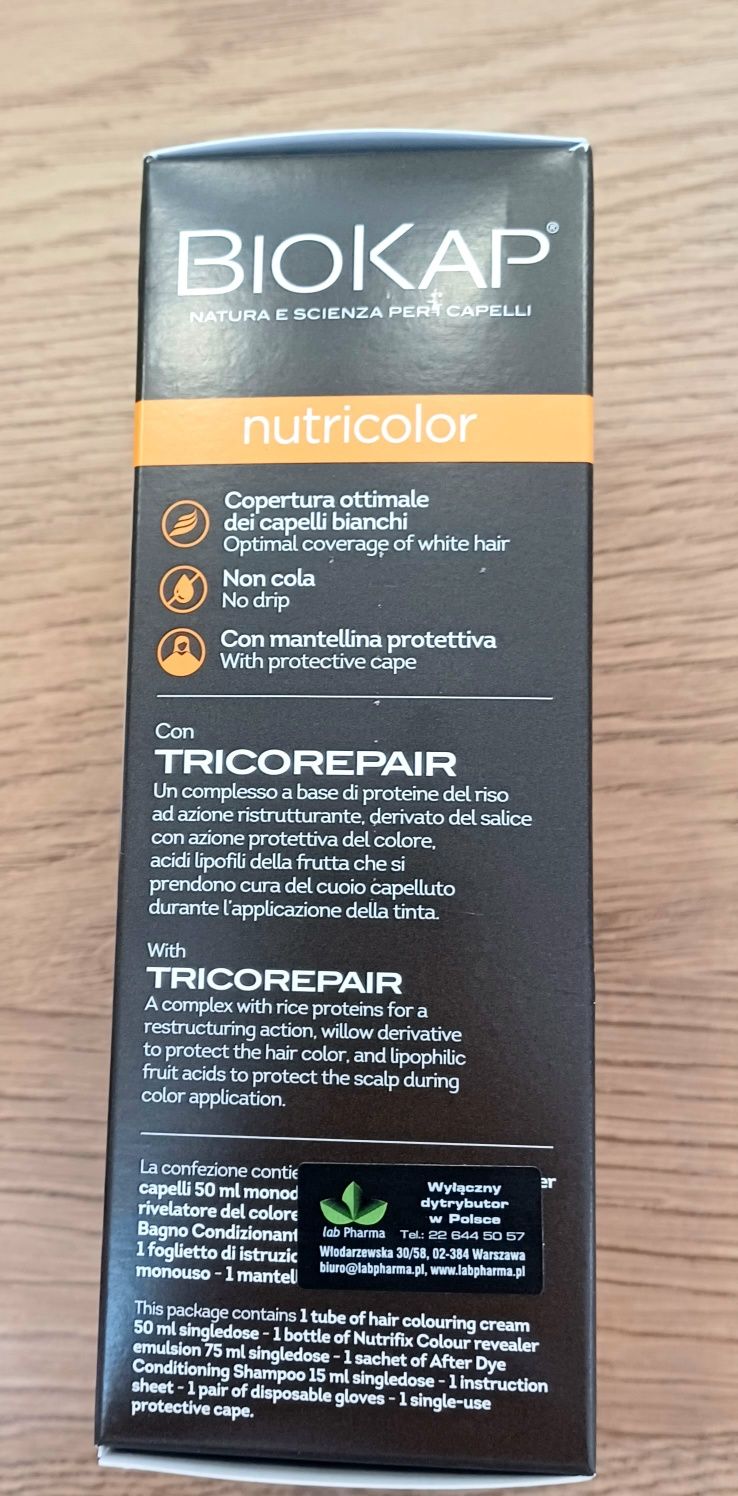 BIOKAP®
NATURA E SCIENZA PER I CAPELLI
nutricolor
Copertura ottimale
dei capelli bianchi
Optimal coverage of white hair
Non cola
No drip
Con mantellina protettiva
With protective cape
Con
TRICOREPAIR
Un complesso a base di proteine del riso
ad azione ristrutturante, derivato del salice
con azione protettiva del colore,
acidi lipofili della frutta che si
prendono cura del cuoio capelluto
durante l'applicazione della tinta.
With
TRICOREPAIR
A complex with rice proteins for a
restructuring action, willow derivative
to protect the hair color, and lipophilic
fruit acids to protect the scalp during
color application.
La confezione
capelli 50 ml
rivelatore del colore
Bagno
1 foglietto di
monouso - 1
lab Pharma
Wyłączny
dytrybutor
w Polsce
Tel.: 22 644 50 57
Włodarzewska 30/58, 02-384 Warszawa
biuro@labpharma.pl, www.labpharma.pl
This package contains 1 tube of hair colouring cream
50 ml singledose - 1 bottle of Nutrifix Colour revealer
emulsion 75 ml singledose - 1 sachet of After Dye
Conditioning Shampoo 15 ml singledose - 1 instruction
sheet - 1 pair of disposable gloves - 1 single-use
protective cape.